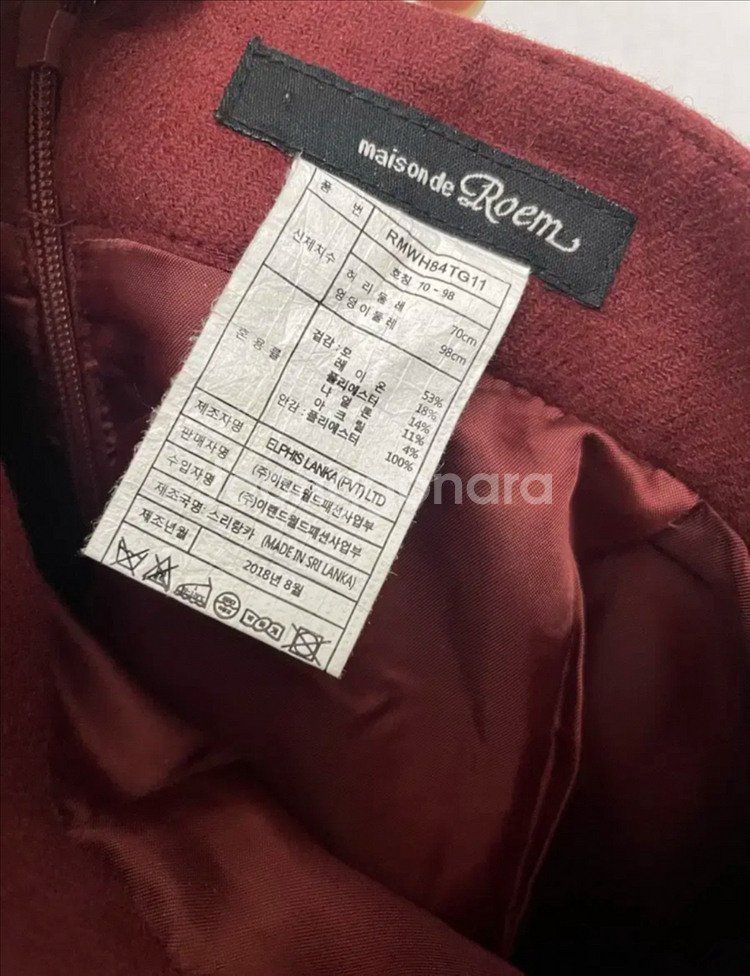 maison de Roem
품 번 RMWH84TG11
신체치수 호칭 70 - 98
허리둘레 70cm
엉덩이둘레 98cm
혼용률 겉감 : 모 53%
레 이 온 18%
폴리에스터 14%
나 일 론 11%
아 크 릴 4%
안감 : 폴리에스터 100%
제조자명 ELPHIS LANKA (PVT) LTD
판매자명 (주)이랜드월드패션사업부
수입자명 (주)이랜드월드패션사업부
제조국명 : 스리랑카 (MADE IN SRI LANKA)
제조년월 2018년 8월